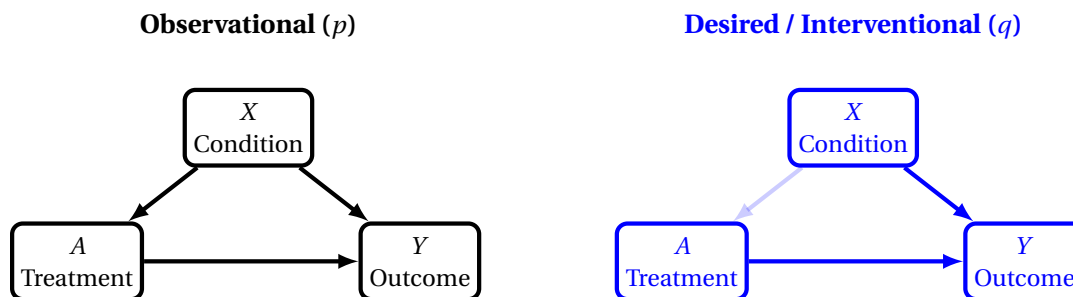 Observational (p)
Desired / Interventional (q)
X
Condition
X
Condition
A
Treatment
Y
Outcome
A
Treatment
Y
Outcome